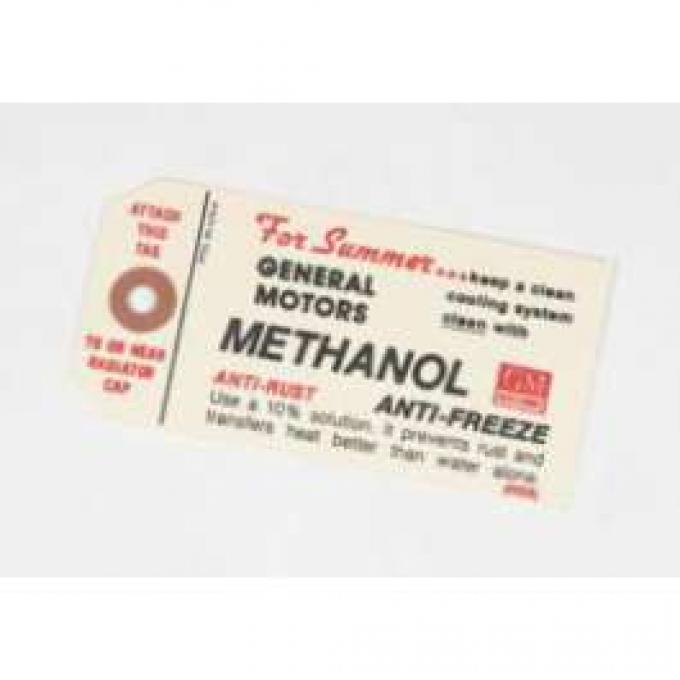 ATTACH
THIS
TAG
TO OR NEAR
RADIATOR
CAP
For Summer...keep a clean
cooling system
clean with
GENERAL
MOTORS
METHANOL
GM
ANTI-RUST
ANTI-FREEZE
Use a 10% solution. It prevents rust and
transfers heat better than water alone.